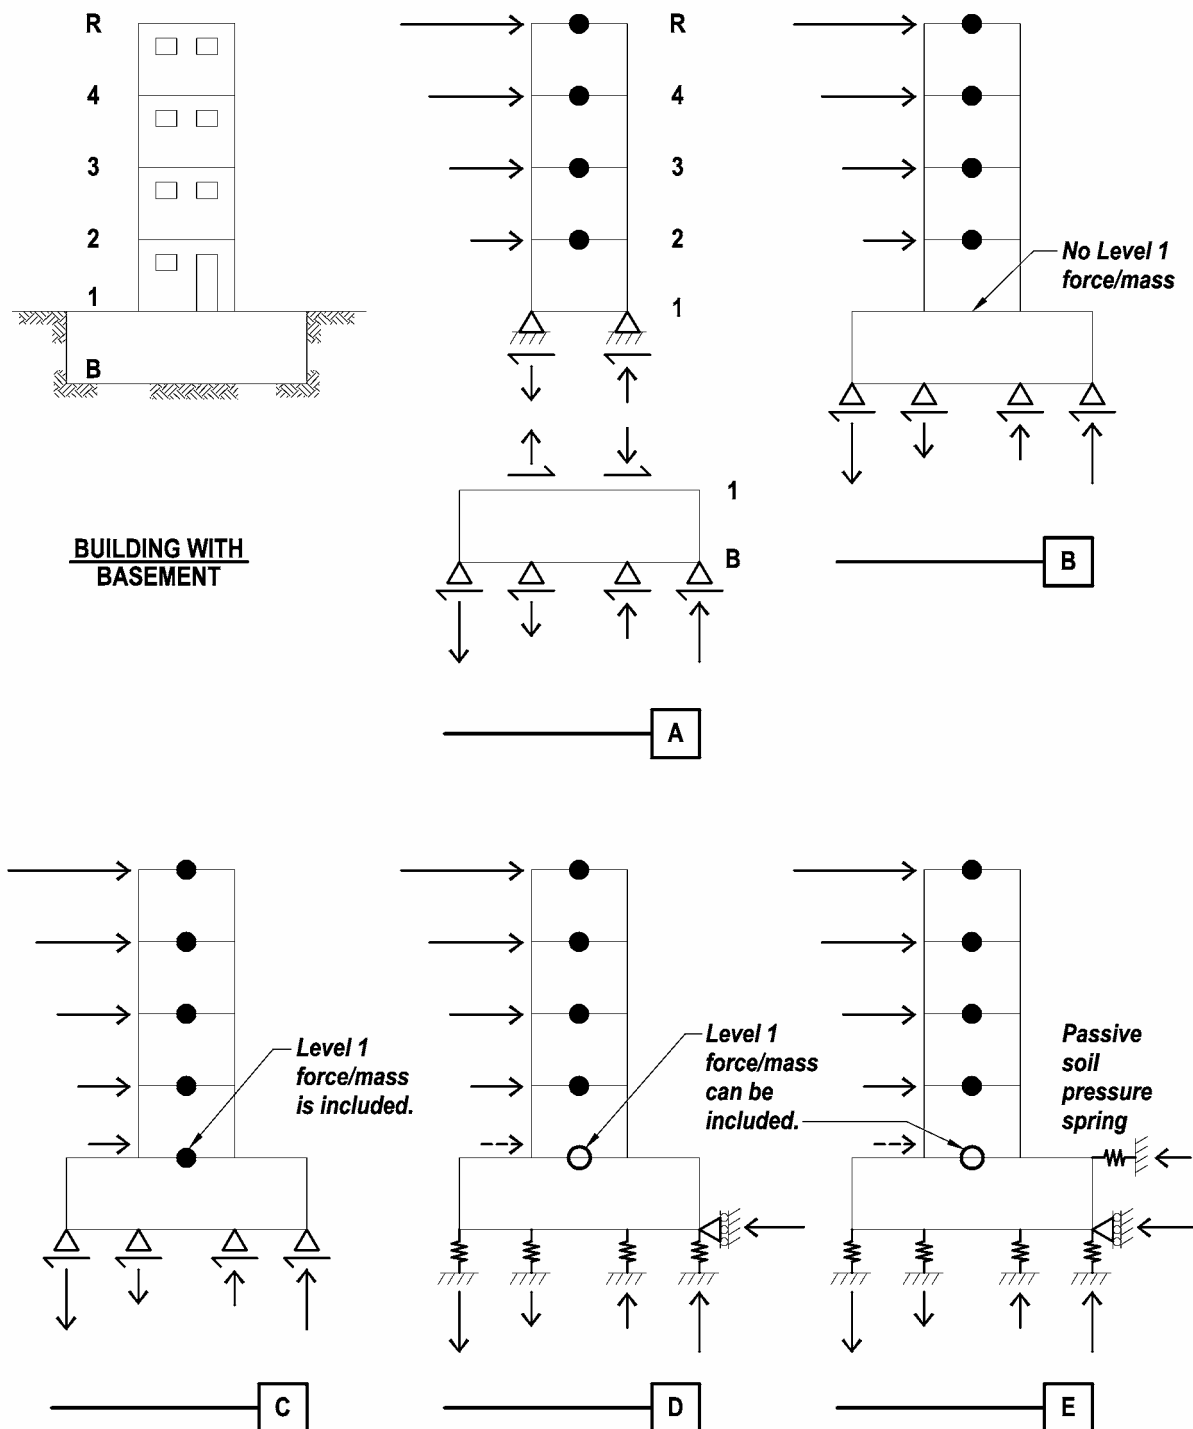 R
4
3
2
1
B
BUILDING WITH
BASEMENT
R
4
3
2
1
1
B
A
No Level 1
force/mass
B
Level 1
force/mass
is included.
C
Level 1
force/mass
can be
included.
D
Passive
soil
pressure
spring
E